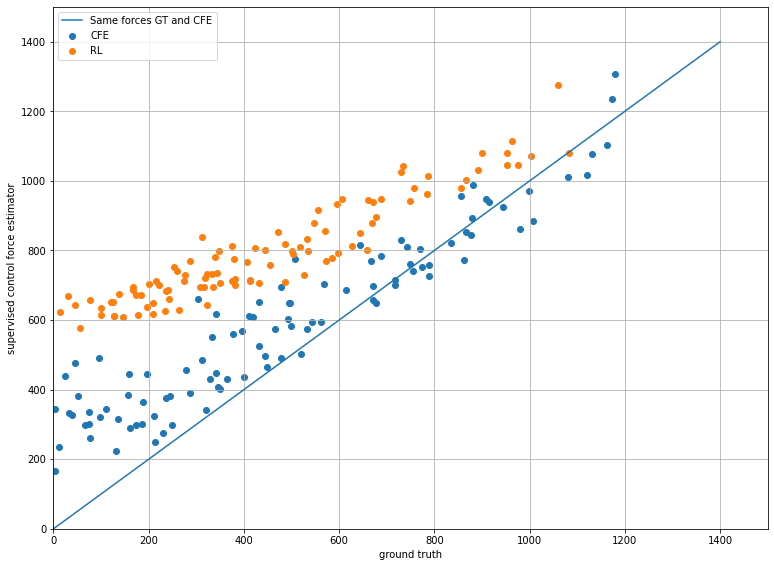 Same forces GT and CFE
CFE
RL
1400
1200
1000
800
600
400
200
0
supervised control force estimator
0 200 400 600 800 1000 1200 1400
ground truth